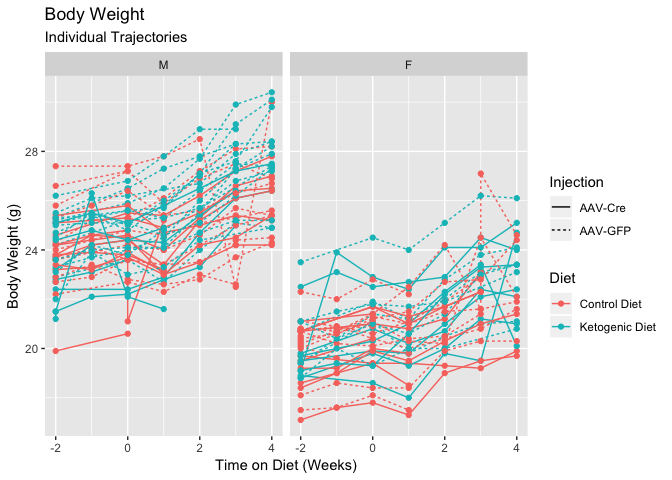 Body Weight
Individual Trajectories
M
F
28
24
20
Body Weight (g)
-2
0
2
4
-2
0
2
4
Time on Diet (Weeks)
Injection
AAV-Cre
AAV-GFP
Diet
Control Diet
Ketogenic Diet